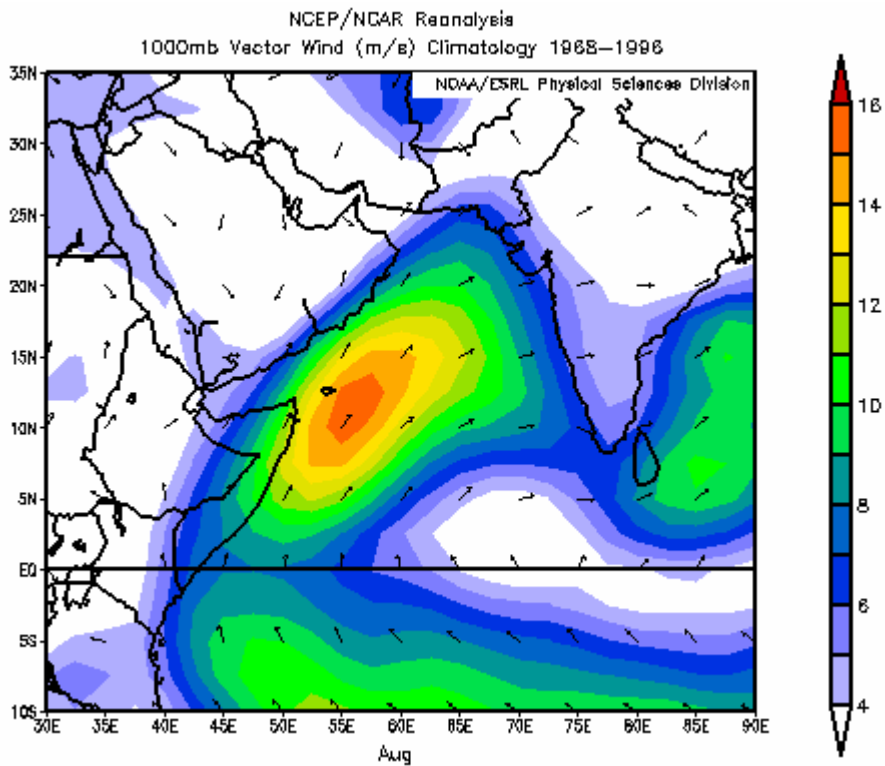 NCEP/NCAR Reanalysis
1000mb Vector Wind (m/s) Climatology 1968–1996
NOAA/ESRL Physical Sciences Division
35N
30N
25N
20N
15N
10N
5N
EQ
5S
10S
30E 35E 40E 45E 50E 55E 60E 65E 70E 75E 80E 85E 90E
Aug
16
14
12
10
8
6
4